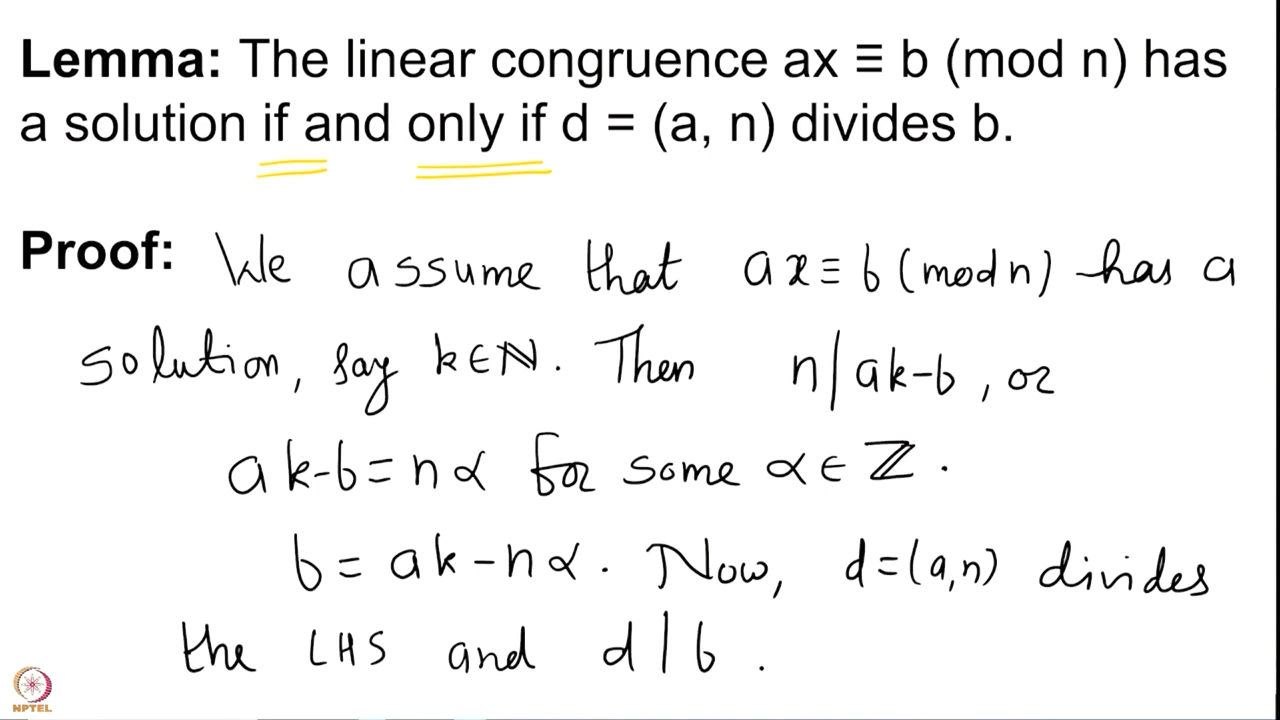 Lemma: The linear congruence ax ≡ b (mod n) has
a solution if and only if d = (a, n) divides b.
Proof: We assume that ax ≡ b (mod n) has a
solution, say k∈ℕ. Then n|ak-b, or
ak-b=nα for some α∈ℤ.
b=ak-nα. Now, d=(a,n) divides
the LHS and d|b.
NPTEL